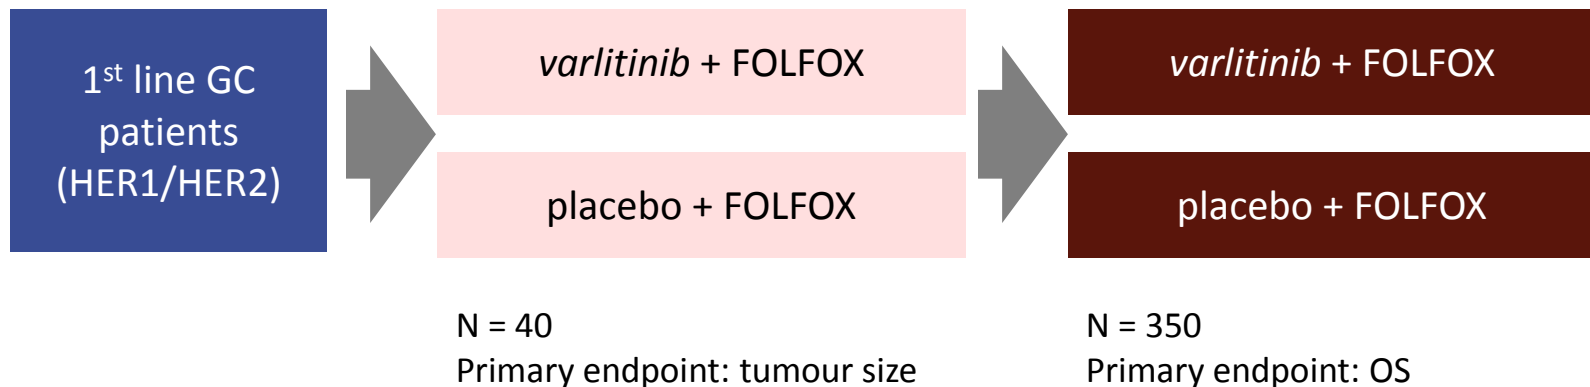 1st line GC
patients
(HER1/HER2)
varlitinib + FOLFOX
placebo + FOLFOX
varlitinib + FOLFOX
placebo + FOLFOX
N = 40
Primary endpoint: tumour size
N = 350
Primary endpoint: OS